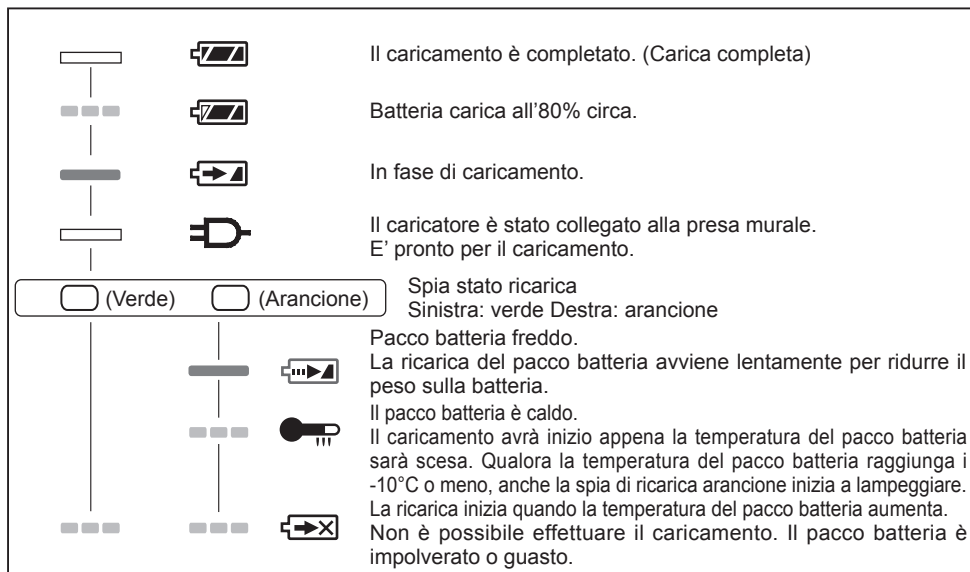 Il caricamento è completato. (Carica completa)
Batteria carica all'80% circa.
In fase di caricamento.
Il caricatore è stato collegato alla presa murale.
E' pronto per il caricamento.
(Verde) (Arancione)
Spia stato ricarica
Sinistra: verde Destra: arancione
Pacco batteria freddo.
La ricarica del pacco batteria avviene lentamente per ridurre il
peso sulla batteria.
Il pacco batteria è caldo.
Il caricamento avrà inizio appena la temperatura del pacco batteria
sarà scesa. Qualora la temperatura del pacco batteria raggiunga i
-10°C o meno, anche la spia di ricarica arancione inizia a lampeggiare.
La ricarica inizia quando la temperatura del pacco batteria aumenta.
Non è possibile effettuare il caricamento. Il pacco batteria è
impolverato o guasto.